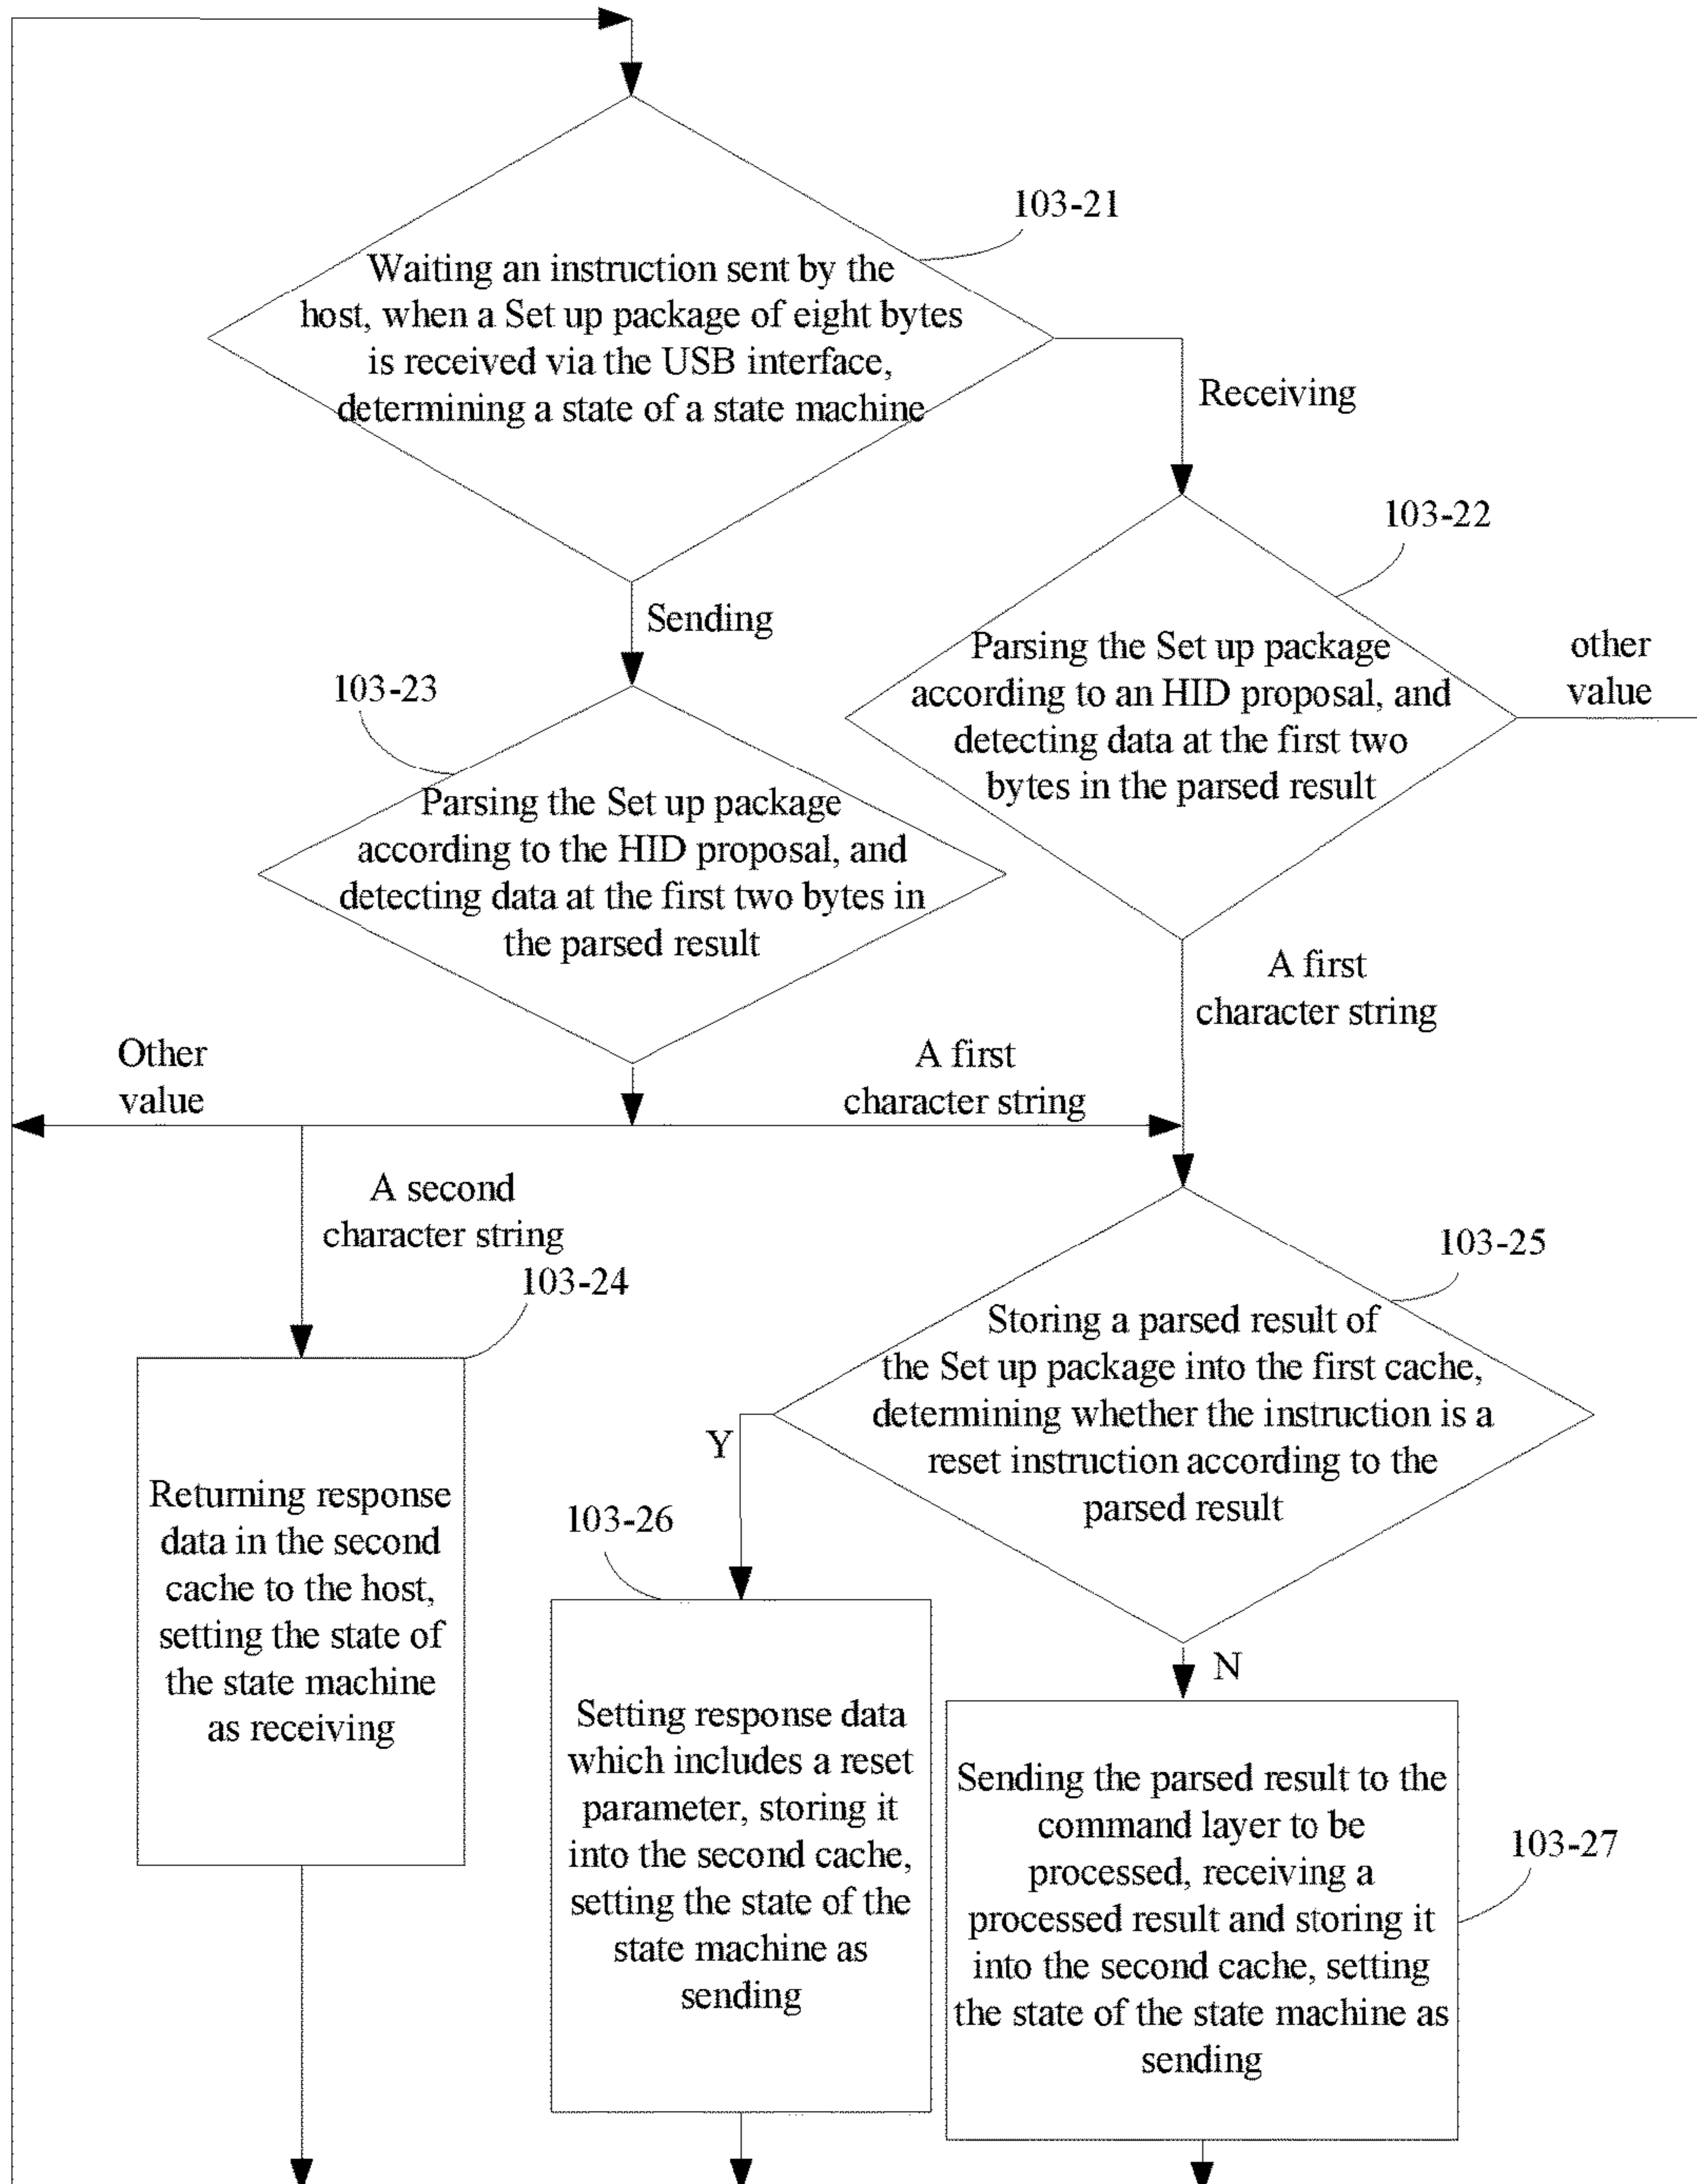 103-21
Waiting an instruction sent by the
host, when a Set up package of eight bytes
is received via the USB interface,
determining a state of a state machine
Receiving
103-22
Sending
Parsing the Set up package
according to an HID proposal, and
detecting data at the first two
bytes in the parsed result
other
value
103-23
Parsing the Set up package
according to the HID proposal, and
detecting data at the first two bytes in
the parsed result
A first
character string
Other
value
A first
character string
A second
character string
103-24
103-25
Storing a parsed result of
the Set up package into the first cache,
determining whether the instruction is a
reset instruction according to the
parsed result
Y
Returning response
data in the second
cache to the host,
setting the state of
the state machine
as receiving
103-26
N
Setting response data
which includes a reset
parameter, storing it
into the second cache,
setting the state of the
state machine as
sending
Sending the parsed result to the
command layer to be
processed, receiving a
processed result and storing it
into the second cache, setting
the state of the state machine as
sending
103-27